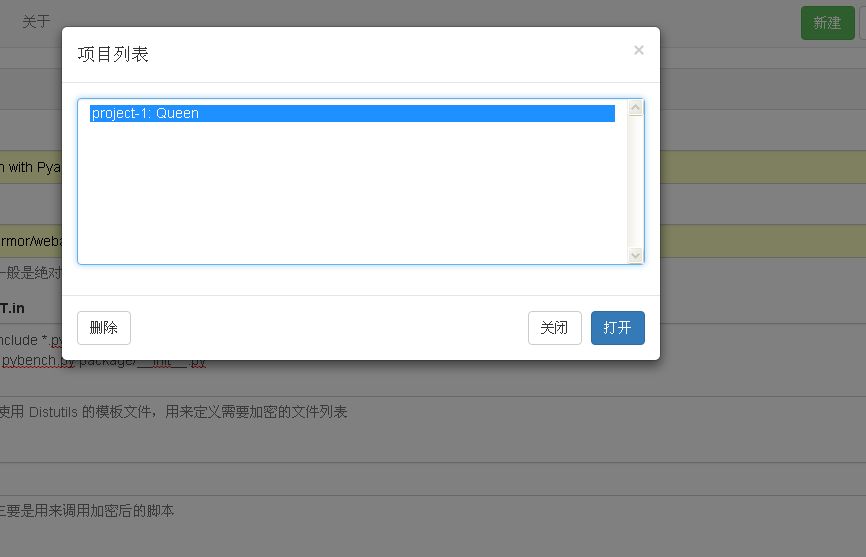 关于
新建
项目列表
×
project-1: Queen
with Pya
rmor/web
一般是绝对
T.in
nclude *.py
pybench.py package/__init__.py
删除
关闭
打开
使用 Distutils 的模板文件，用来定义需要加密的文件列表
主要是用来调用加密后的脚本